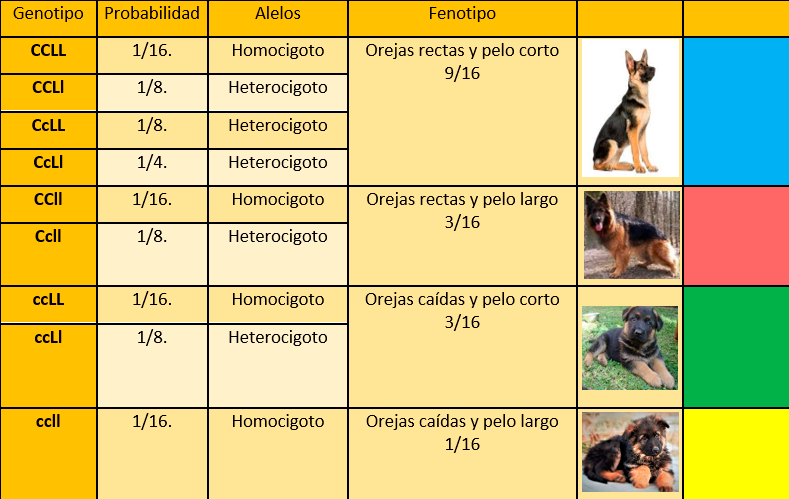 Genotipo Probabilidad Alelos Fenotipo
CCLL 1/16. Homocigoto Orejas rectas y pelo corto
9/16
CCLl 1/8. Heterocigoto
CcLL 1/8. Heterocigoto
CcLl 1/4. Heterocigoto
CCll 1/16. Homocigoto Orejas rectas y pelo largo
3/16
Ccll 1/8. Heterocigoto
ccLL 1/16. Homocigoto Orejas caídas y pelo corto
3/16
ccLl 1/8. Heterocigoto
ccll 1/16. Homocigoto Orejas caídas y pelo largo
1/16